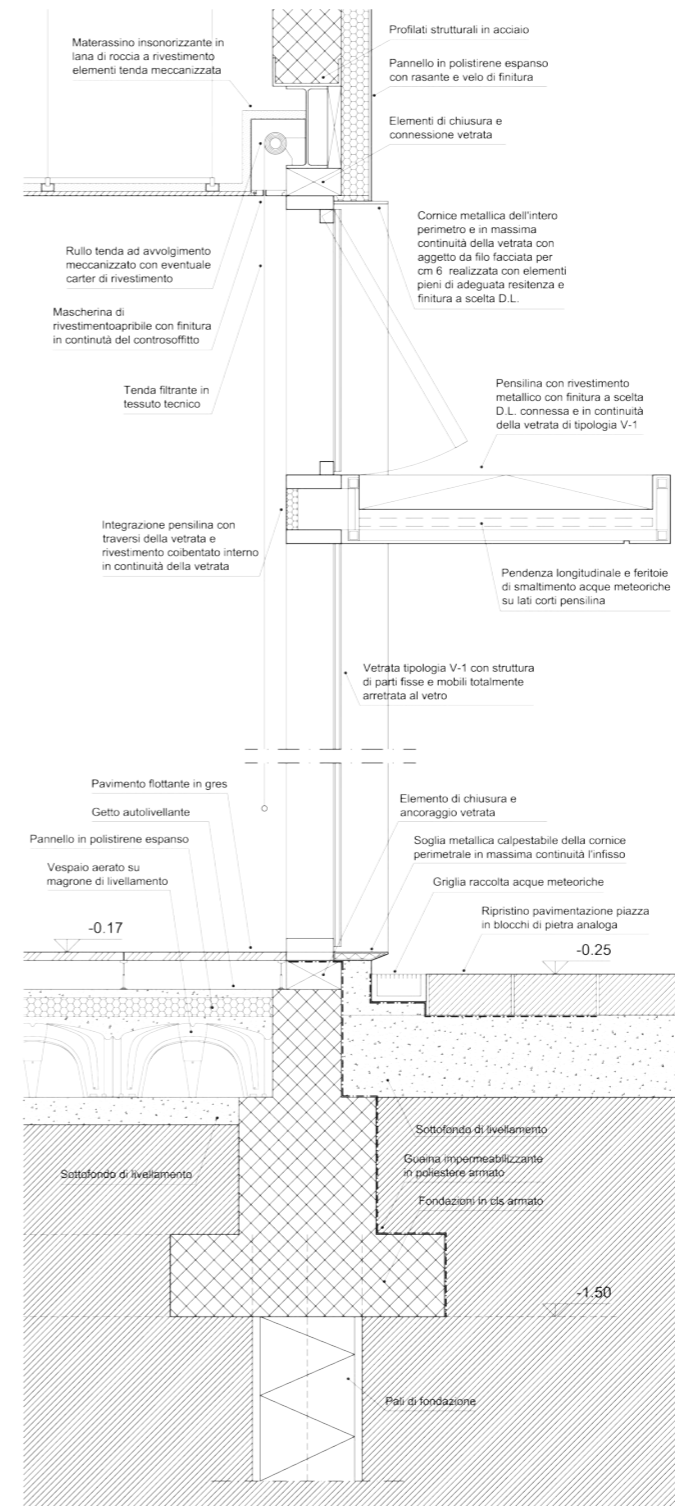 Materassino insonorizzante in
lana di roccia a rivestimento
elementi tenda meccanizzata
Profilati strutturali in acciaio
Pannello in polistirene espanso
con rasante e velo di finitura
Elementi di chiusura e
connessione vetrata
Cornice metallica dell'intero
perimetro e in massima
continuità della vetrata con
aggetto da filo facciata per
cm 6 realizzata con elementi
pieni di adeguata resitenza e
finitura a scelta D.L.
Rullo tenda ad avvolgimento
meccanizzato con eventuale
carter di rivestimento
Mascherina di
rivestimentoapribile con finitura
in continutà del controsoffitto
Tenda filtrante in
tessuto tecnico
Pensilina con rivestimento
metallico con finitura a scelta
D.L. connessa e in continuità
della vetrata di tipologia V-1
Integrazione pensilina con
traversi della vetrata e
rivestimento coibentato interno
in continuità della vetrata
Pendenza longitudinale e feritoie
di smaltimento acque meteoriche
su lati corti pensilina
Vetrata tipologia V-1 con struttura
di parti fisse e mobili totalmente
arretrata al vetro
Pavimento flottante in gres
Getto autolivellante
Pannello in polistirene espanso
Vespaio aerato su
magrone di livellamento
Elemento di chiusura e
ancoraggio vetrata
Soglia metallica calpestabile della cornice
perimetrale in massima continuità l'infisso
Griglia raccolta acque meteoriche
Ripristino pavimentazione piazza
in blocchi di pietra analoga
-0.17
-0.25
Sottofondo di livellamento
Guaina impermeabilizzante
in poliestere armato
Sottofondo di livellamento
Fondazioni in cls armato
-1.50
Pali di fondazione